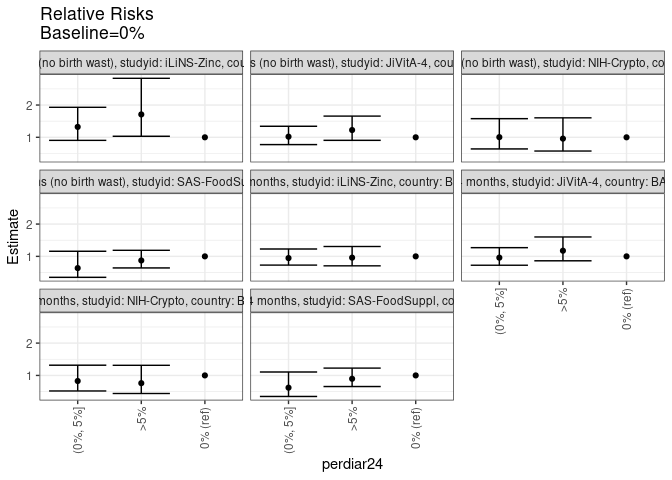 Relative Risks
Baseline=0%
(no birth wast), studyid: iLiNS-Zinc, cou
s (no birth wast), studyid: JiVitA-4, coun
(no birth wast), studyid: NIH-Crypto, co
2
1
ns (no birth wast), studyid: SAS-FoodSu
months, studyid: iLiNS-Zinc, country: B
months, studyid: JiVitA-4, country: BA
Estimate
2
1
months, studyid: NIH-Crypto, country: B
4 months, studyid: SAS-FoodSuppl, co
2
1
(0%, 5%]
>5%
0% (ref)
(0%, 5%]
>5%
0% (ref)
(0%, 5%]
>5%
0% (ref)
perdiar24